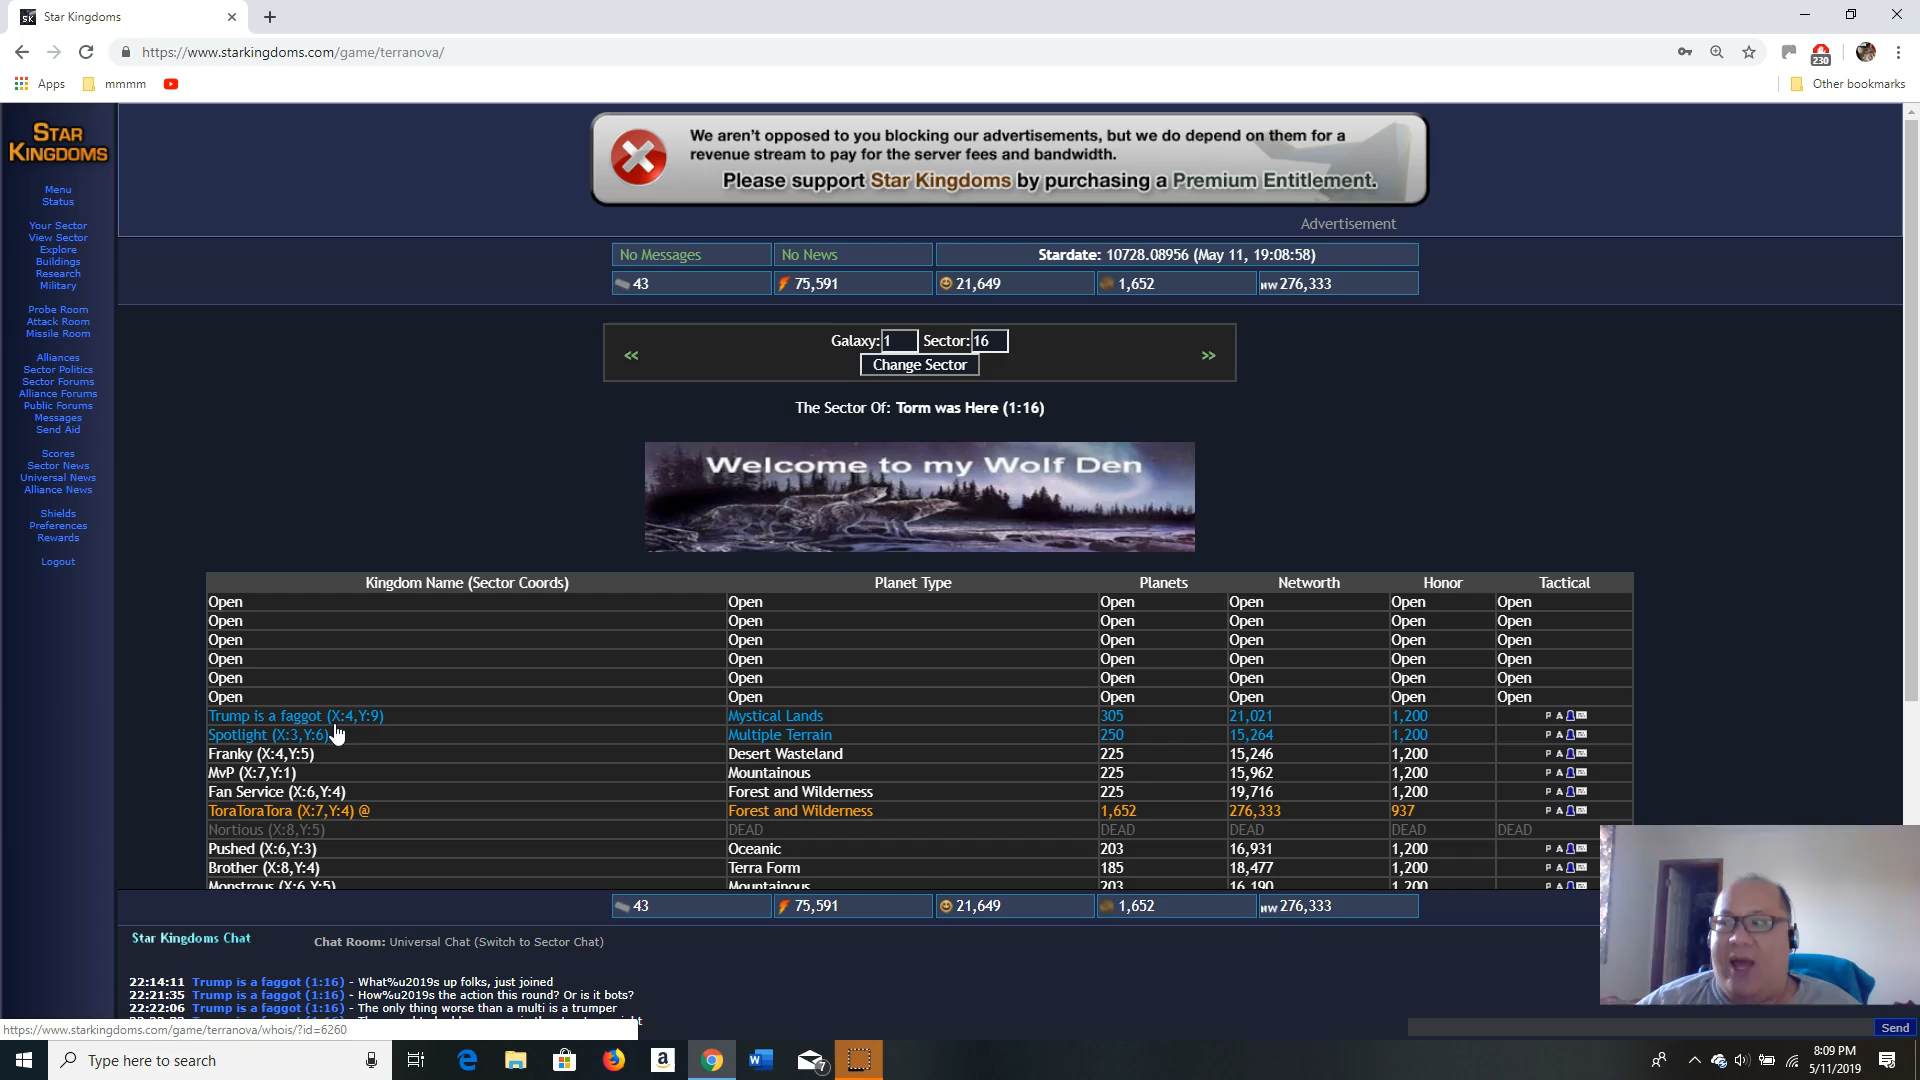 Star Kingdoms
https://www.starkingdoms.com/game/terranova/
230
Apps mmmm Other bookmarks
STAR
KINGDOMS
Menu
Status
Your Sector
View Sector
Explore
Buildings
Research
Military
Probe Room
Attack Room
Missile Room
Alliances
Sector Politics
Sector Forums
Alliance Forums
Public Forums
Messages
Send Aid
Scores
Sector News
Universal News
Alliance News
Shields
Preferences
Rewards
Logout
We aren't opposed to you blocking our advertisements, but we do depend on them for a
revenue stream to pay for the server fees and bandwidth.
Please support Star Kingdoms by purchasing a Premium Entitlement.
Advertisement
No Messages No News Stardate: 10728.08956 (May 11, 19:08:58)
43 75,591 21,649 1,652 NW 276,333
Galaxy: 1 Sector: 16
<< Change Sector >>
The Sector Of: Torm was Here (1:16)
Welcome to my Wolf Den
Kingdom Name (Sector Coords) Planet Type Planets Networth Honor Tactical
Open Open Open Open Open Open
Open Open Open Open Open Open
Open Open Open Open Open Open
Open Open Open Open Open Open
Open Open Open Open Open Open
Open Open Open Open Open Open
Trump is a faggot (X:4,Y:9) Mystical Lands 305 21,021 1,200 P A
Spotlight (X:3,Y:6) Multiple Terrain 250 15,264 1,200 P A
Franky (X:4,Y:5) Desert Wasteland 225 15,246 1,200 P A
MvP (X:7,Y:1) Mountainous 225 15,962 1,200 P A
Fan Service (X:6,Y:4) Forest and Wilderness 225 19,716 1,200 P A
ToraToraTora (X:7,Y:4) @ Forest and Wilderness 1,652 276,333 937 P A
Nortious (X:8,Y:5) DEAD DEAD DEAD DEAD DEAD
Pushed (X:6,Y:3) Oceanic 203 16,931 1,200 P A
Brother (X:8,Y:4) Terra Form 185 18,477 1,200 P A
Monstrous (X:6,Y:5) Mountainous 203 16,190 1,200 P A
43 75,591 21,649 1,652 NW 276,333
Star Kingdoms Chat Chat Room: Universal Chat (Switch to Sector Chat)
22:14:11 Trump is a faggot (1:16) - What%u2019s up folks, just joined
22:21:35 Trump is a faggot (1:16) - How%u2019s the action this round? Or is it bots?
22:22:06 Trump is a faggot (1:16) - The only thing worse than a multi is a trumper
https://www.starkingdoms.com/game/terranova/whois/?id=6260
Send
Type here to search
7
8:09 PM
5/11/2019